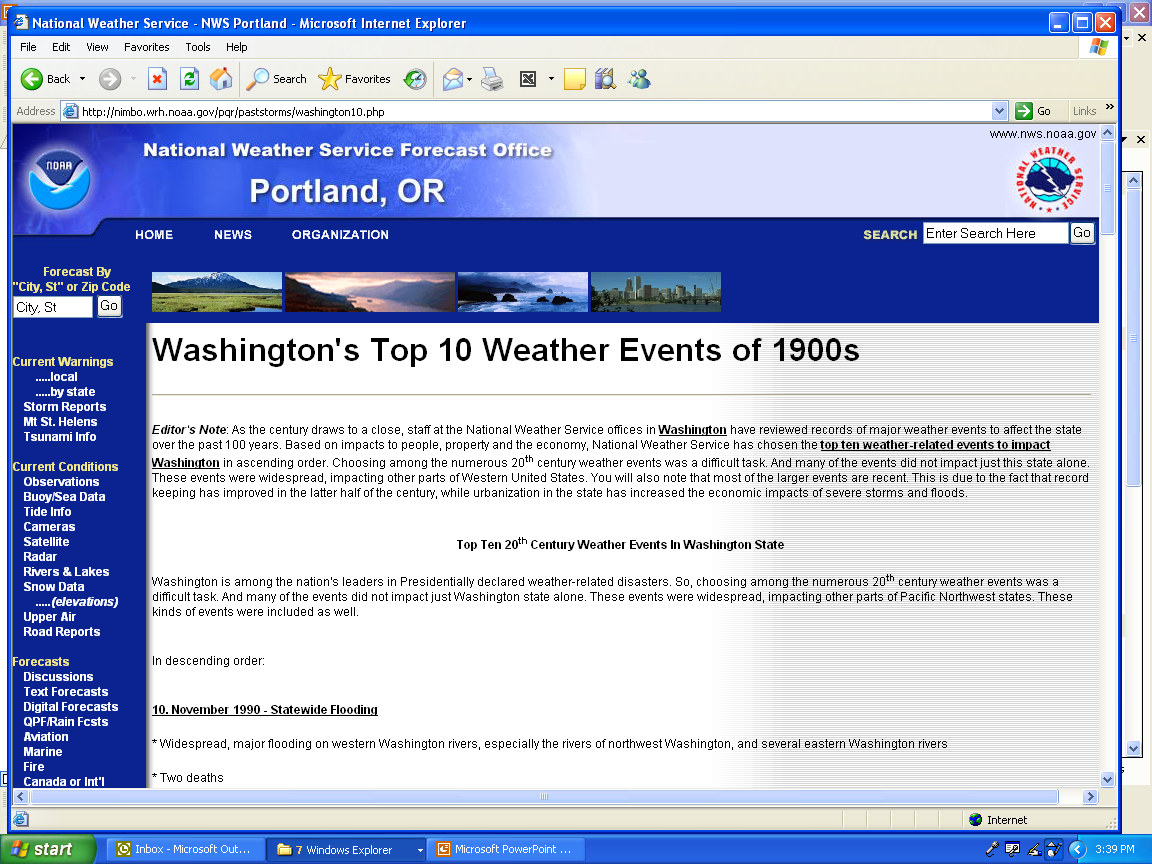 National Weather Service - NWS Portland - Microsoft Internet Explorer
File Edit View Favorites Tools Help
Back Search Favorites
Address http://nimbo.wrh.noaa.gov/pqr/paststorms/washington10.php Go Links »
www.nws.noaa.gov
NOAA
National Weather Service Forecast Office
Portland, OR
NATIONAL WEATHER SERVICE
HOME NEWS ORGANIZATION SEARCH Enter Search Here Go
Forecast By
"City, St" or Zip Code
City, St Go
Current Warnings
.....local
.....by state
Storm Reports
Mt St. Helens
Tsunami Info
Current Conditions
Observations
Buoy/Sea Data
Tide Info
Cameras
Satellite
Radar
Rivers & Lakes
Snow Data
.....(elevations)
Upper Air
Road Reports
Forecasts
Discussions
Text Forecasts
Digital Forecasts
QPF/Rain Fcsts
Aviation
Marine
Fire
Canada or Int'l
Washington's Top 10 Weather Events of 1900s
Editor's Note: As the century draws to a close, staff at the National Weather Service offices in Washington have reviewed records of major weather events to affect the state
over the past 100 years. Based on impacts to people, property and the economy, National Weather Service has chosen the top ten weather-related events to impact
Washington in ascending order. Choosing among the numerous 20th century weather events was a difficult task. And many of the events did not impact just this state alone.
These events were widespread, impacting other parts of Western United States. You will also note that most of the larger events are recent. This is due to the fact that record
keeping has improved in the latter half of the century, while urbanization in the state has increased the economic impacts of severe storms and floods.
Top Ten 20th Century Weather Events In Washington State
Washington is among the nation's leaders in Presidentially declared weather-related disasters. So, choosing among the numerous 20th century weather events was a
difficult task. And many of the events did not impact just Washington state alone. These events were widespread, impacting other parts of Pacific Northwest states. These
kinds of events were included as well.
In descending order:
10. November 1990 - Statewide Flooding
* Widespread, major flooding on western Washington rivers, especially the rivers of northwest Washington, and several eastern Washington rivers
* Two deaths
Internet
start Inbox - Microsoft Out... 7 Windows Explorer Microsoft PowerPoint ... 3:39 PM